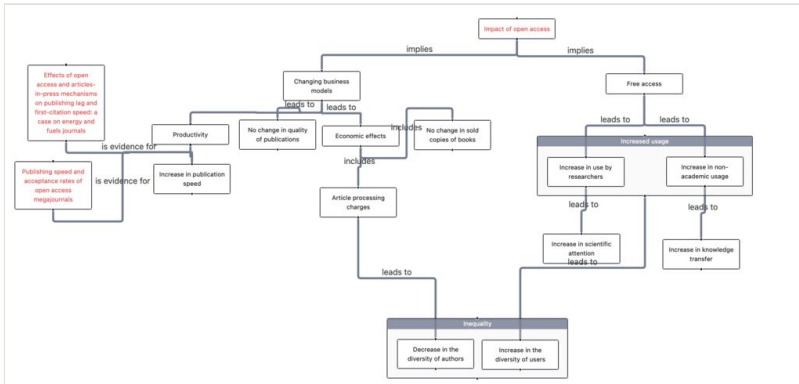 Impact of open access
implies
implies
Effects of open
access and articles-
in-press mechanisms
on publishing lag and
first-citation speed: a
case on energy and
fuels journals
Changing business
models
Free access
leads to
leads to
leads to
leads to
Productivity
No change in quality
of publications
Economic effects
includes
No change in sold
copies of books
Increased usage
is evidence for
includes
Increase in use by
researchers
Increase in non-
academic usage
Publishing speed and
acceptance rates of
open access
megajournals
is evidence for
Increase in publication
speed
Article processing
charges
leads to
leads to
Increase in scientific
attention
Increase in knowledge
transfer
leads to
leads to
Inequality
Decrease in the
diversity of authors
Increase in the
diversity of users